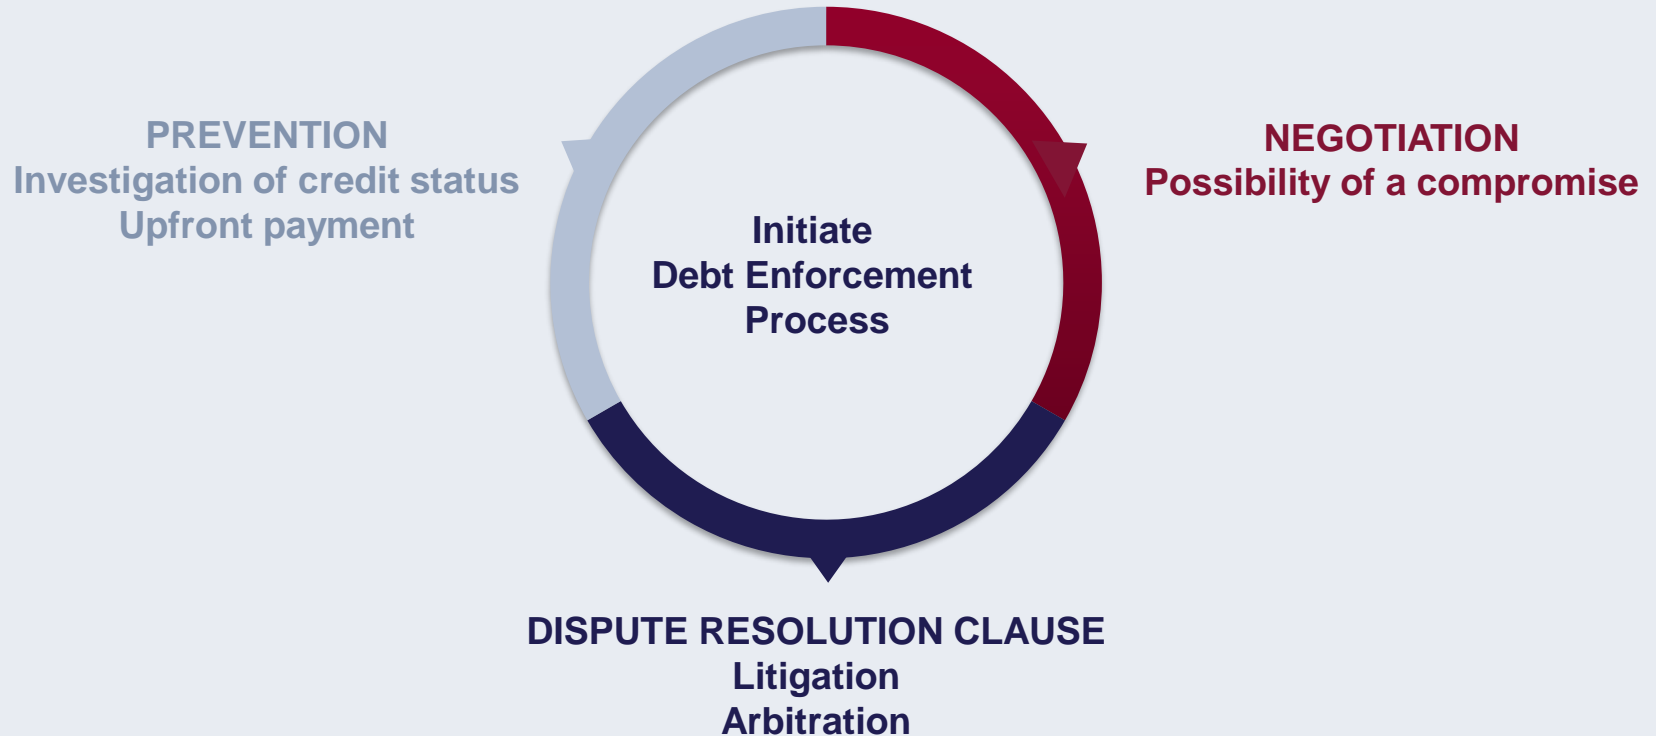 PREVENTION
Investigation of credit status
Upfront payment
NEGOTIATION
Possibility of a compromise
Initiate
Debt Enforcement
Process
DISPUTE RESOLUTION CLAUSE
Litigation
Arbitration